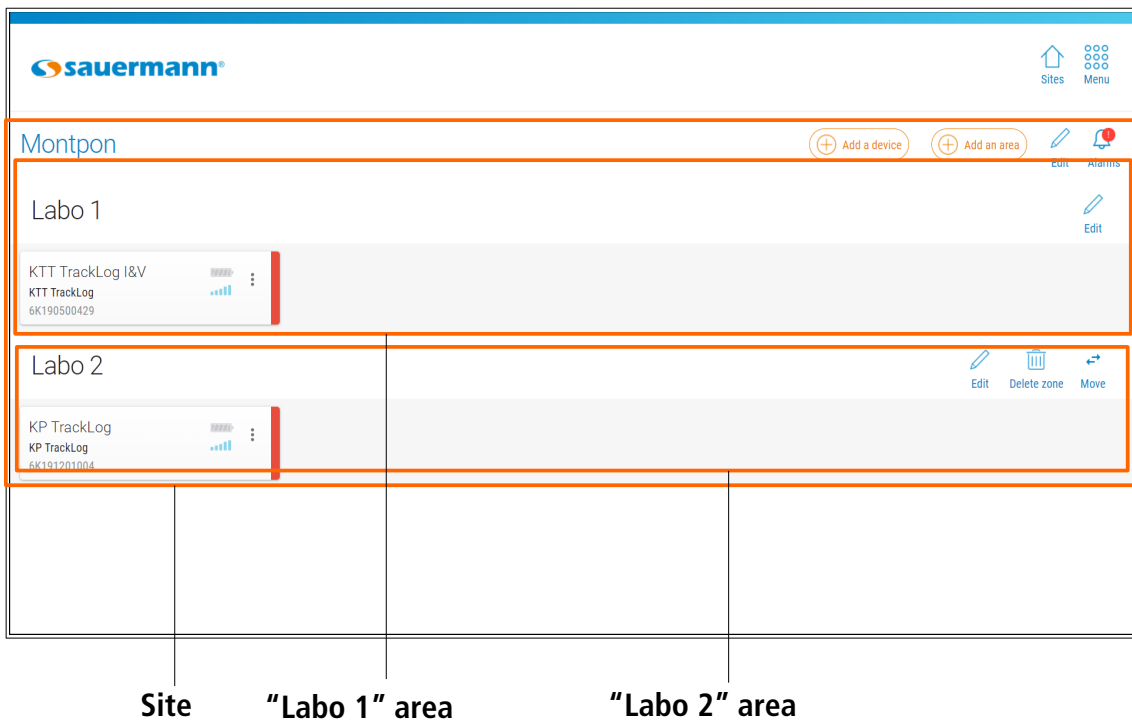 sauermann®
Sites
Menu
Montpon
Add a device
Add an area
Edit
Alarms
Labo 1
Edit
KTT TrackLog I&V
KTT TrackLog
6K190500429
Labo 2
Edit
Delete zone
Move
KP TrackLog
KP TrackLog
6K191201004
Site
“Labo 1” area
“Labo 2” area